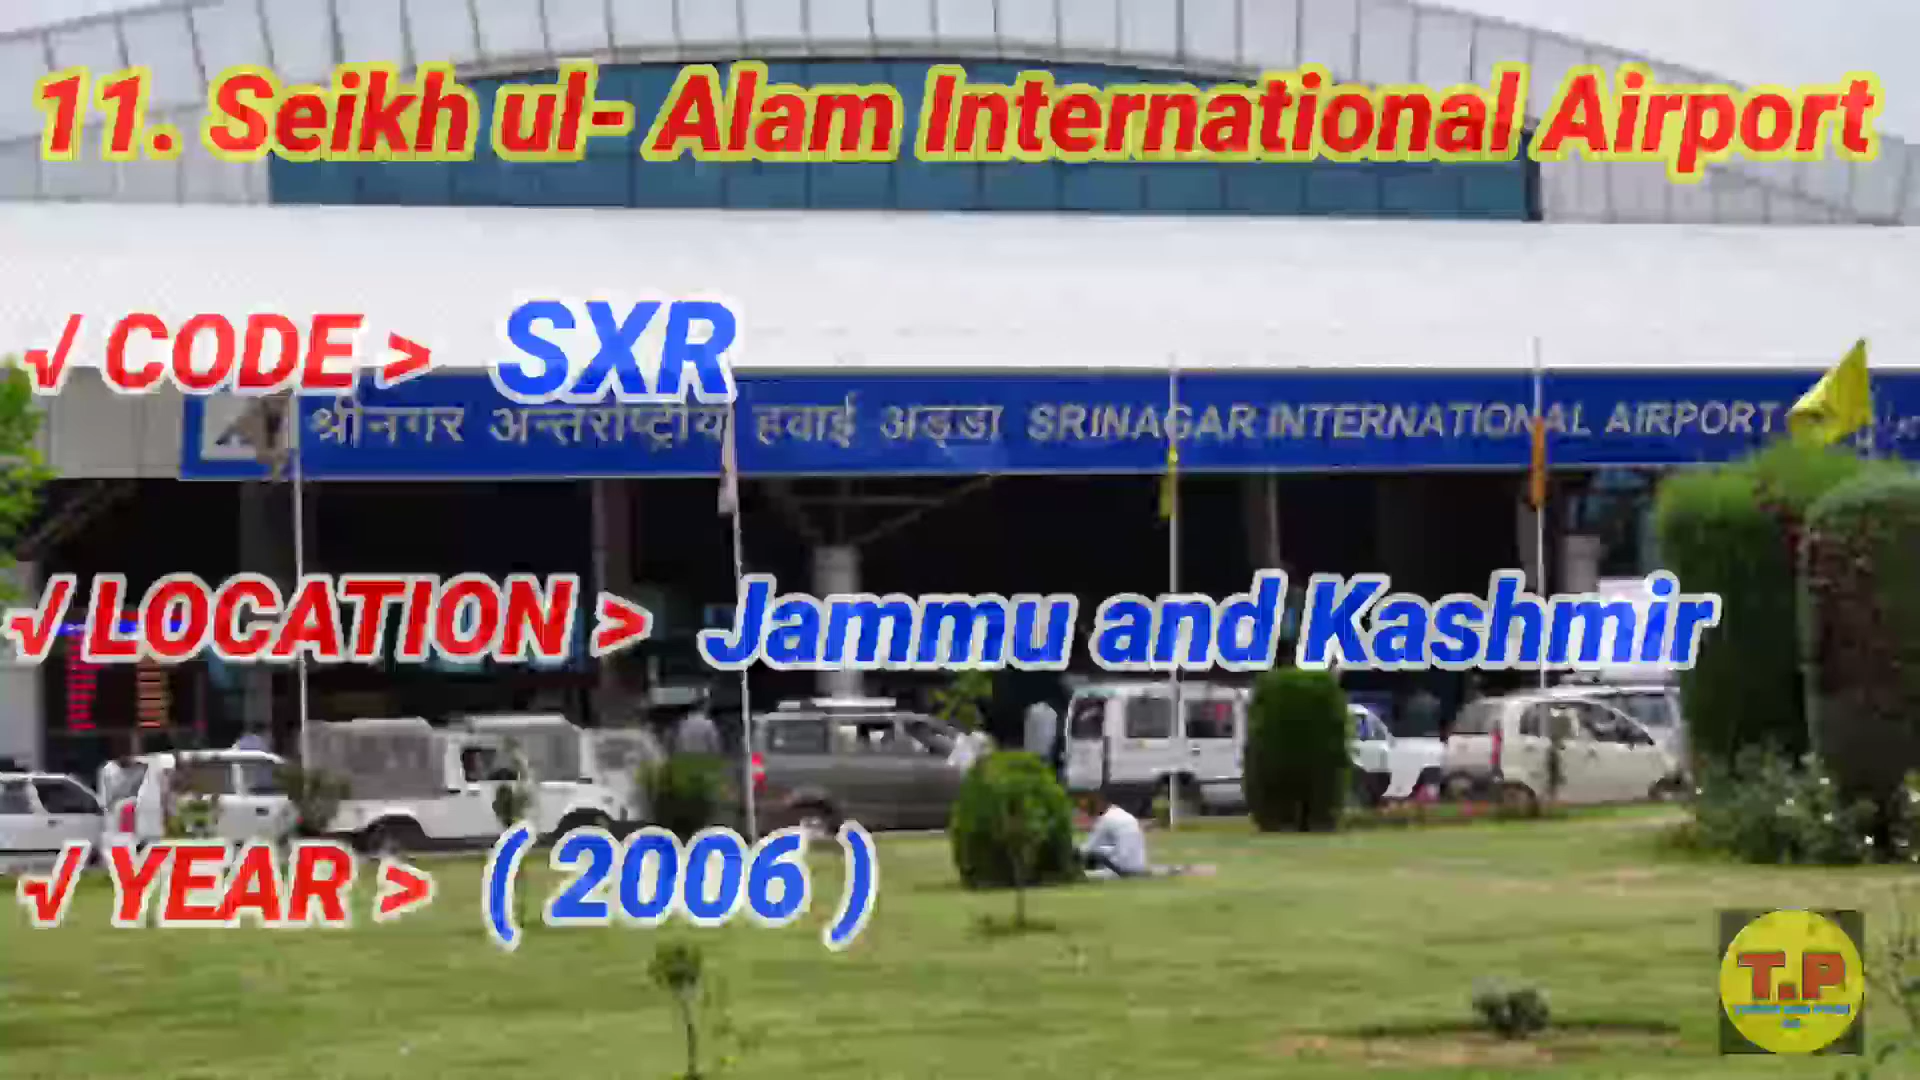 11. Seikh ul- Alam International Airport
√ CODE > SXR
श्रीनगर अन्तर्राष्ट्रीय हवाई अड्डा SRINAGAR INTERNATIONAL AIRPORT
√ LOCATION > Jammu and Kashmir
√ YEAR > ( 2006 )
T.P